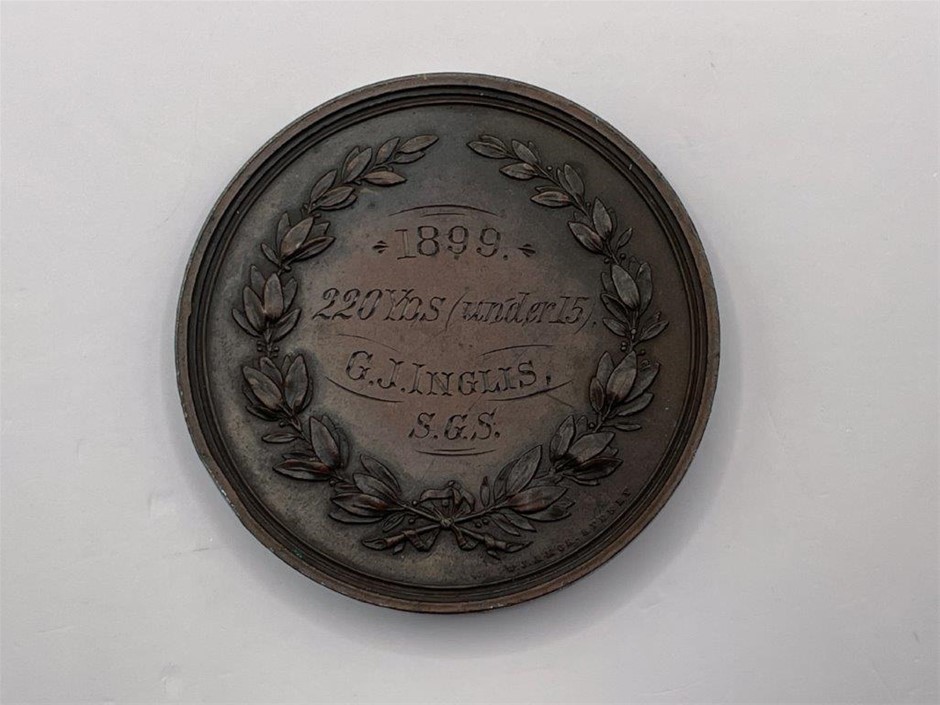 1899.
220 Yds (under 15).
G.J. INGLIS.
S.G.S.